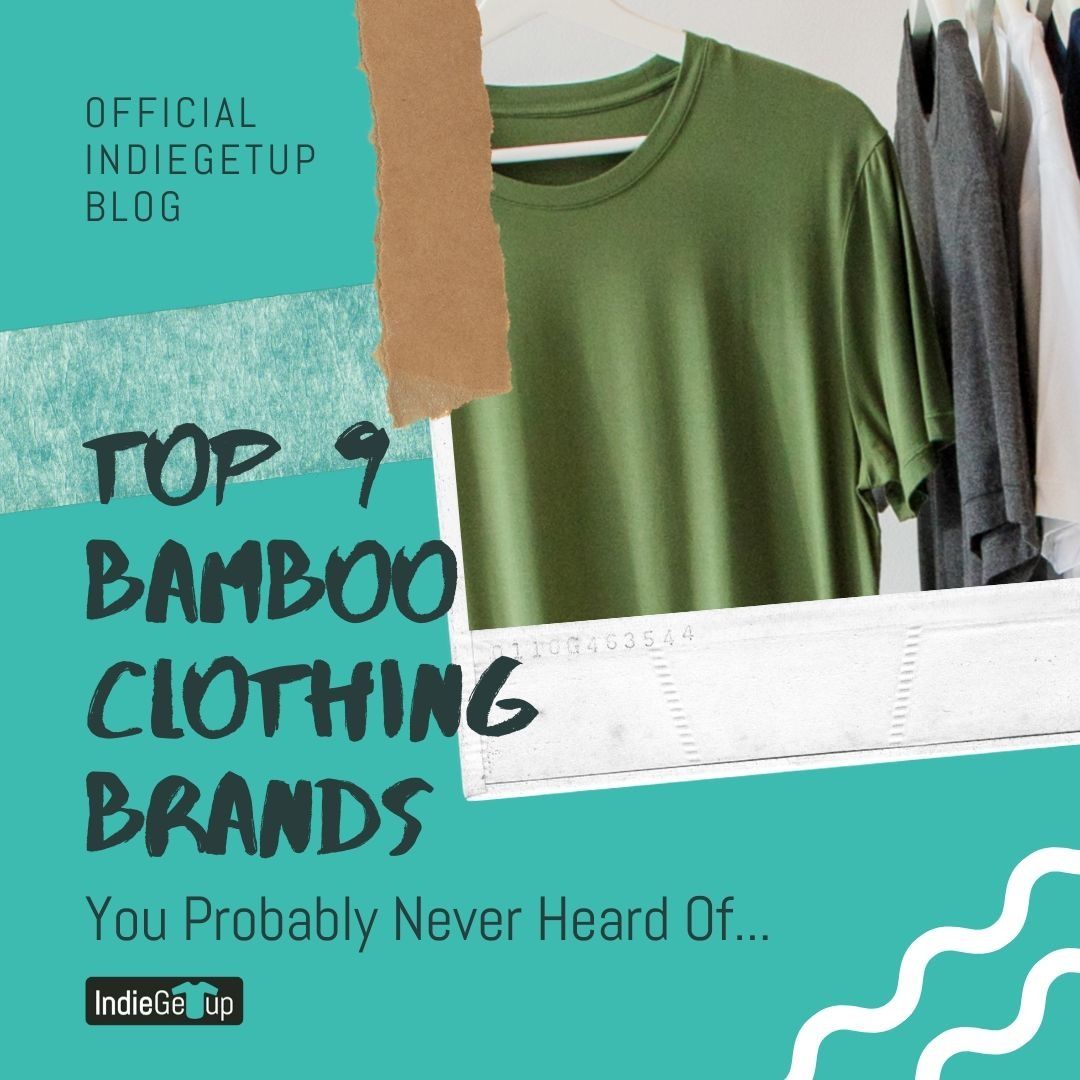 OFFICIAL
INDIEGETUP
BLOG
TOP 9
BAMBOO
CLOTHING
BRANDS
You Probably Never Heard Of...
IndieGetup